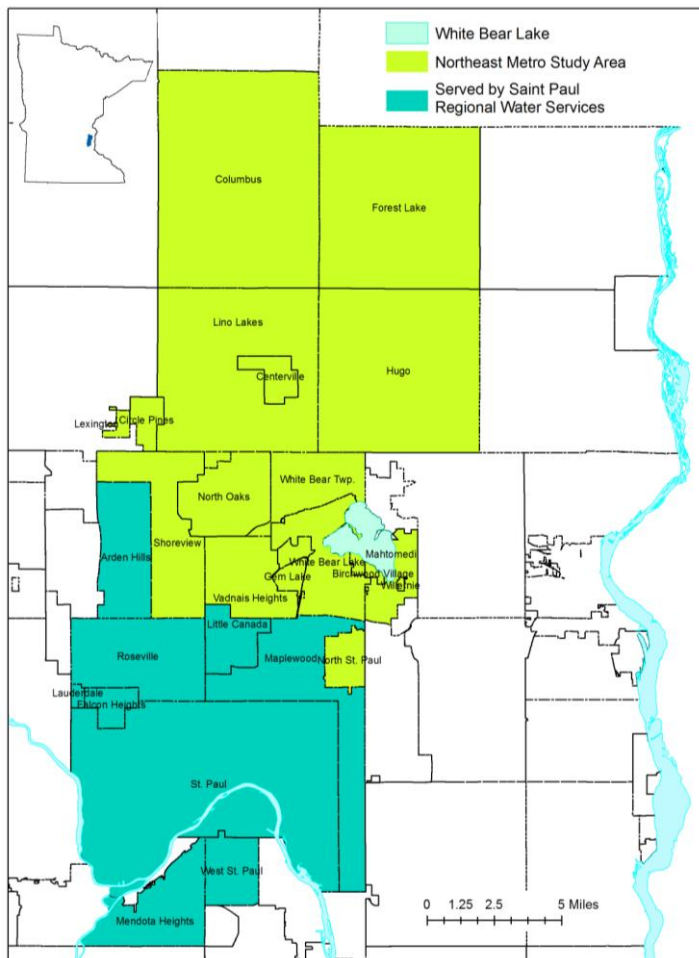 White Bear Lake
Northeast Metro Study Area
Served by Saint Paul
Regional Water Services
Columbus
Forest Lake
Lino Lakes
Centerville
Hugo
Circle Pines
Lexington
White Bear Twp.
North Oaks
Arden Hills
Shoreview
Mahtomedi
White Bear Lake
Birchwood Village
Gem Lake
Willernie
Vadnais Heights
Little Canada
Roseville
Maplewood
North St. Paul
Lauderdale
Falcon Heights
St. Paul
West St. Paul
Mendota Heights
0 1.25 2.5 5 Miles